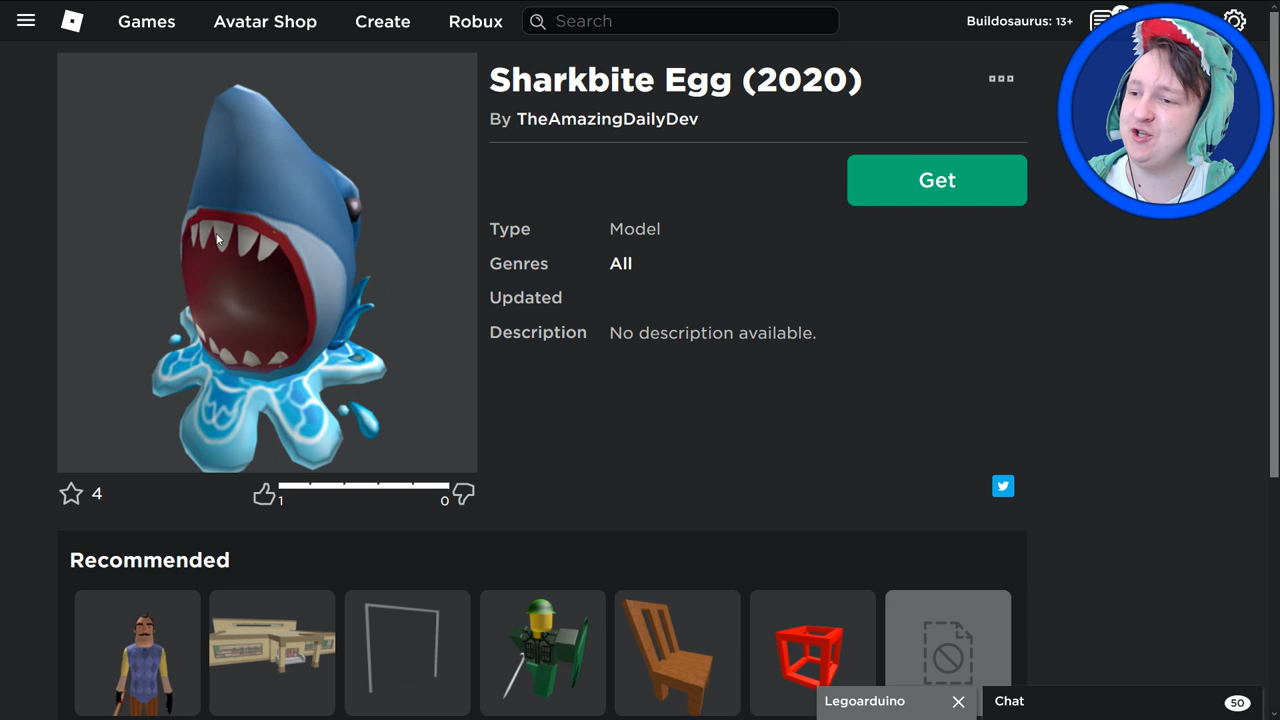 Games Avatar Shop Create Robux Search Buildosaurus: 13+
Sharkbite Egg (2020)
By TheAmazingDailyDev
Get
Type Model
Genres All
Updated
Description No description available.
4 1 0
Recommended
Legoarduino Chat 50